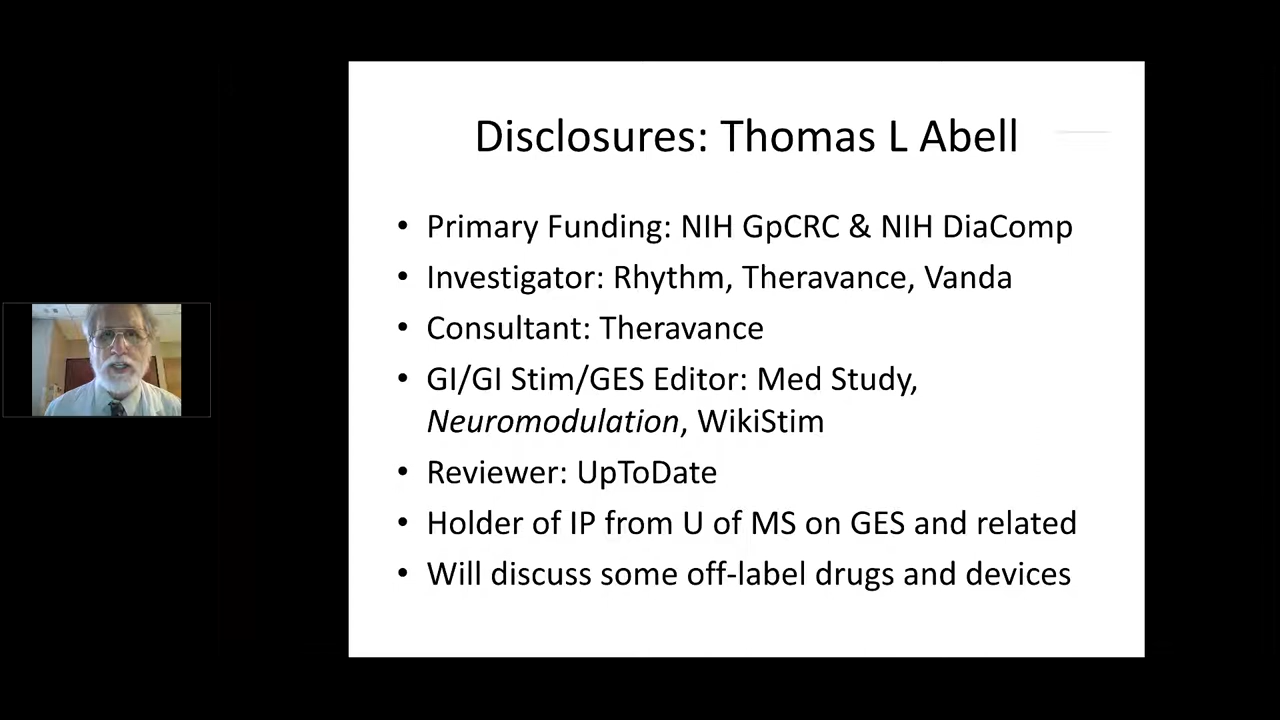 Disclosures: Thomas L Abell
• Primary Funding: NIH GpCRC & NIH DiaComp
• Investigator: Rhythm, Theravance, Vanda
• Consultant: Theravance
• GI/GI Stim/GES Editor: Med Study,
Neuromodulation, WikiStim
• Reviewer: UpToDate
• Holder of IP from U of MS on GES and related
• Will discuss some off-label drugs and devices